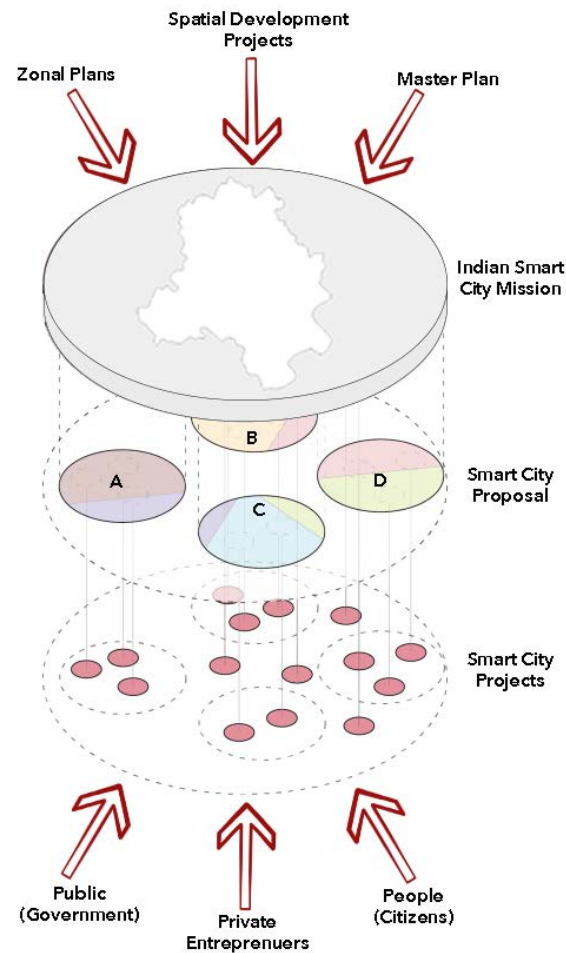 Spatial Development
Projects
Zonal Plans
Master Plan
Indian Smart
City Mission
B
A
D
C
Smart City
Proposal
Smart City
Projects
Public
(Government)
Private
Entreprenuers
People
(Citizens)